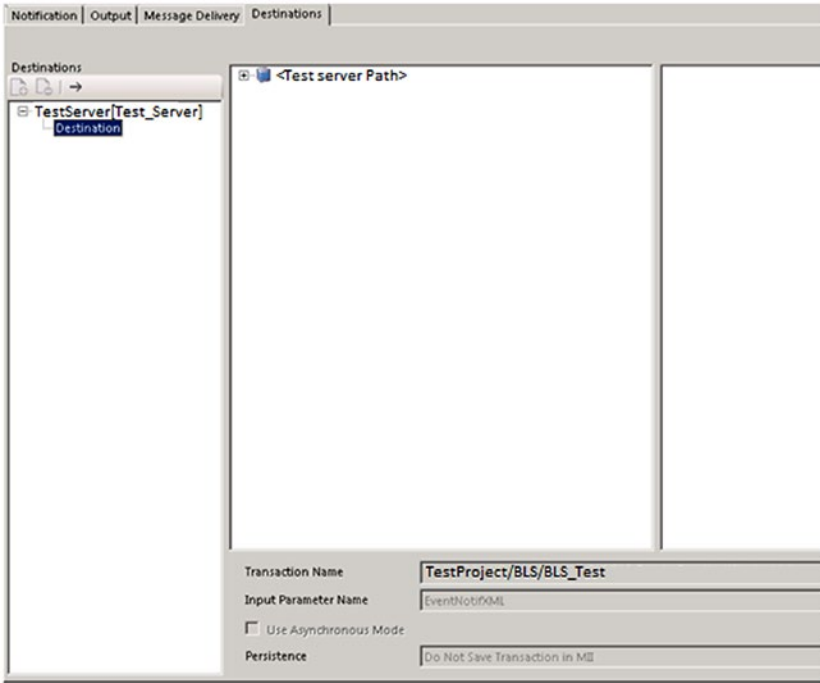 Notification Output Message Delivery Destinations
Destinations
TestServer[Test_Server]
Destination
<Test server Path>
Transaction Name TestProject/BLS/BLS_Test
Input Parameter Name EventNotifXML
Use Asynchronous Mode
Persistence Do Not Save Transaction in MII